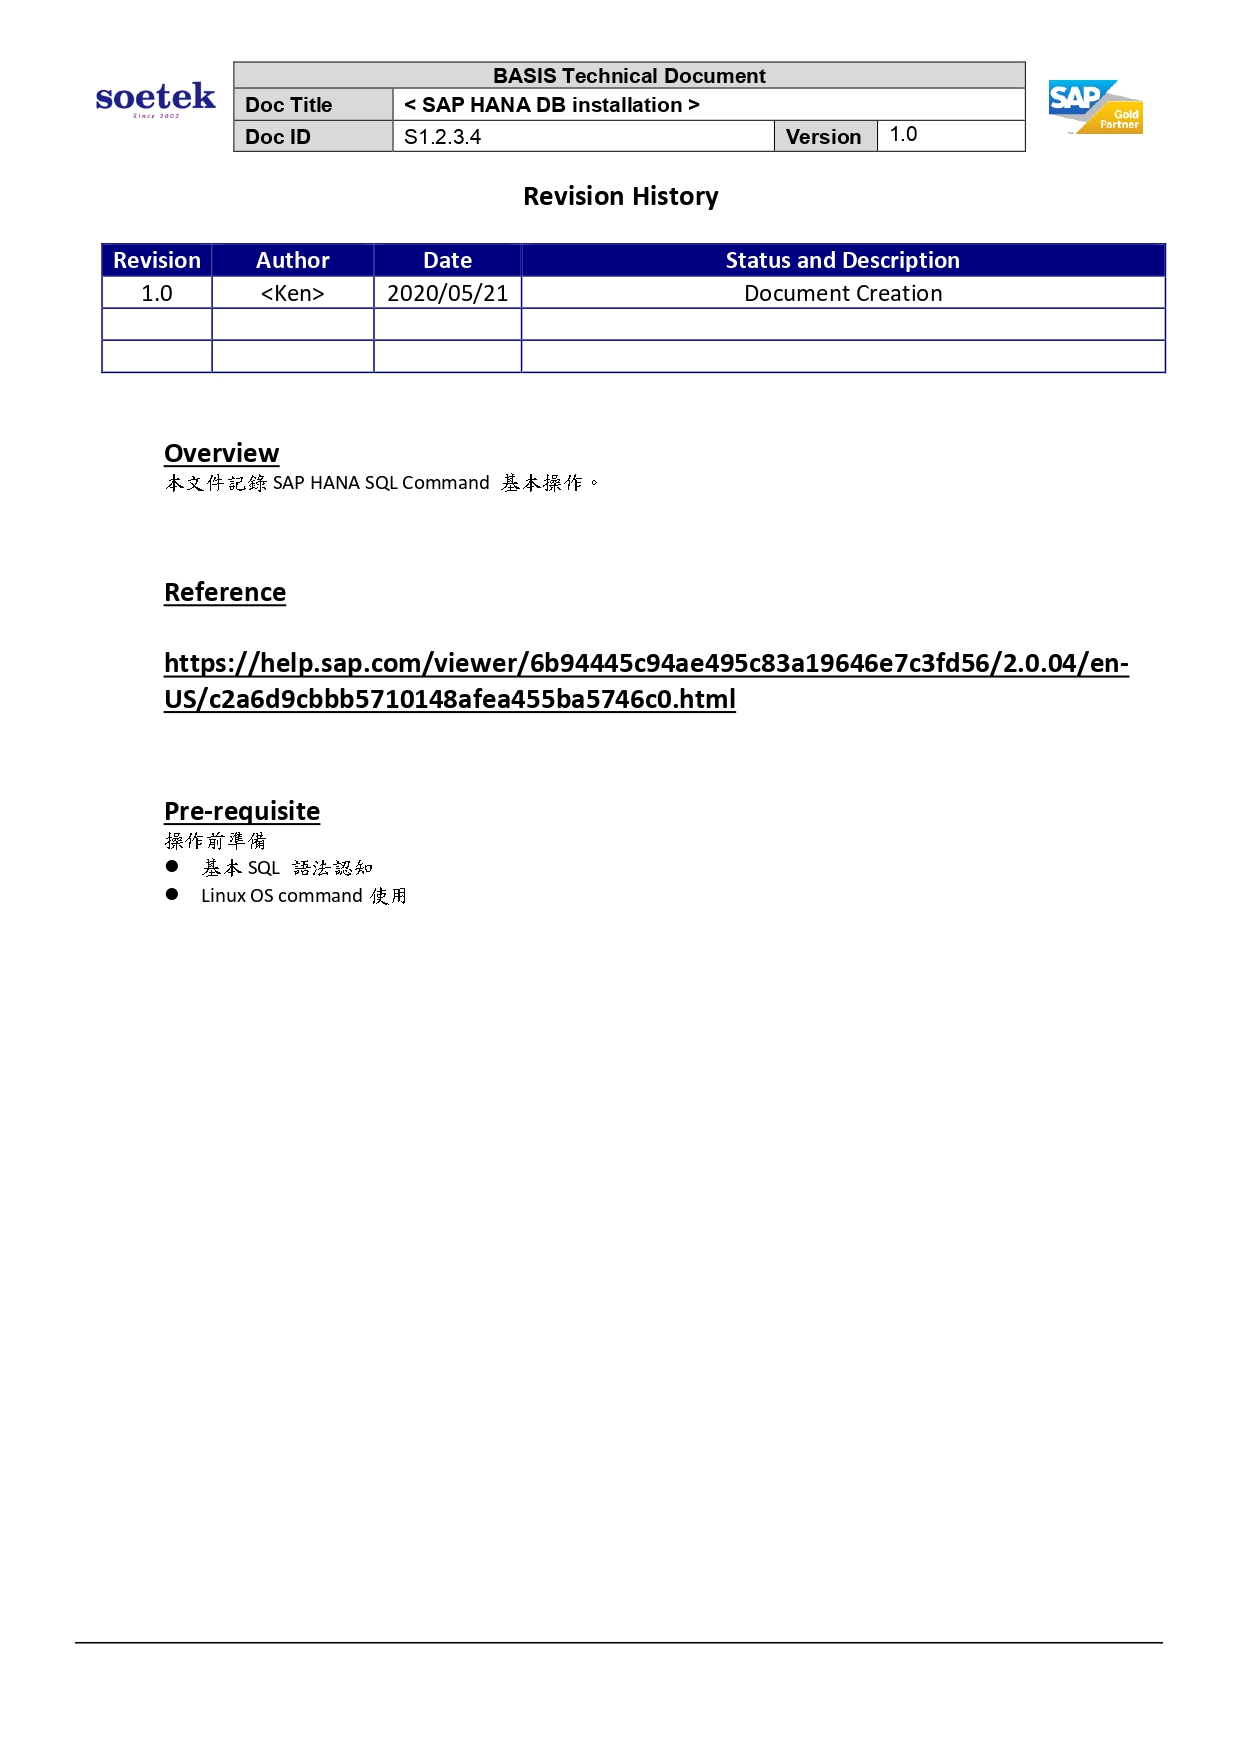 soetek
Since 2002
BASIS Technical Document
Doc Title < SAP HANA DB installation >
Doc ID S1.2.3.4 Version 1.0
SAP
Gold
Partner
Revision History
Revision Author Date Status and Description
1.0 <Ken> 2020/05/21 Document Creation
Overview
本文件記錄 SAP HANA SQL Command 基本操作。
Reference
https://help.sap.com/viewer/6b94445c94ae495c83a19646e7c3fd56/2.0.04/en-
US/c2a6d9cbbb5710148afea455ba5746c0.html
Pre-requisite
操作前準備
● 基本 SQL 語法認知
● Linux OS command 使用